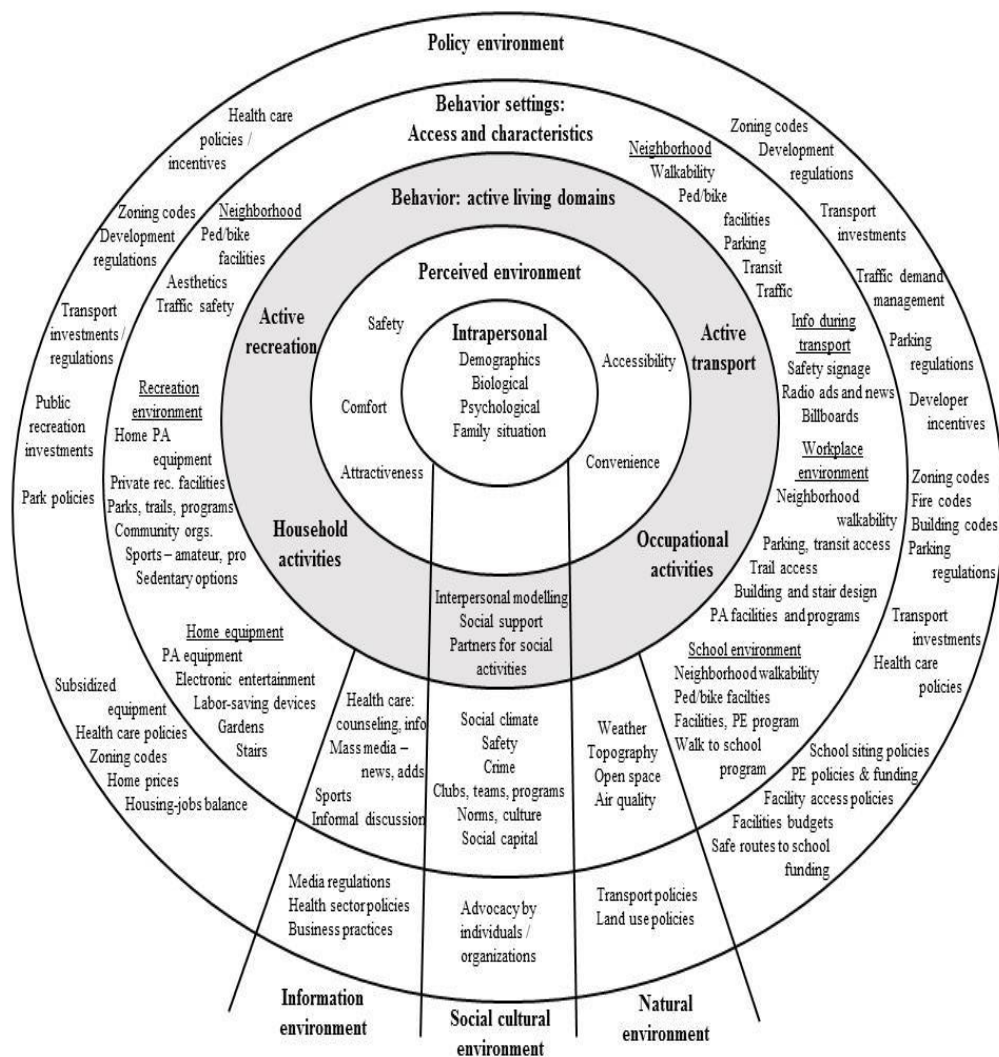 Policy environment
Behavior settings:
Access and characteristics
Behavior: active living domains
Perceived environment
Intrapersonal
Demographics
Biological
Psychological
Family situation
Safety
Comfort
Attractiveness
Accessibility
Convenience
Active
recreation
Active
transport
Household
activities
Occupational
activities
Interpersonal modelling
Social support
Partners for social
activities
Health care
policies /
incentives
Zoning codes
Development
regulations
Transport
investments /
regulations
Public
recreation
investments
Park policies
Subsidized
equipment
Health care policies
Zoning codes
Home prices
Housing-jobs balance
Neighborhood
Ped/bike
facilities
Aesthetics
Traffic safety
Recreation
environment
Home PA
equipment
Private rec. facilities
Parks, trails, programs
Community orgs.
Sports – amateur, pro
Sedentary options
Home equipment
PA equipment
Electronic entertainment
Labor-saving devices
Gardens
Stairs
Neighborhood
Walkability
Ped/bike
facilities
Parking
Transit
Traffic
Info during
transport
Safety signage
Radio ads and news
Billboards
Workplace
environment
Neighborhood
walkability
Parking, transit access
Trail access
Building and stair design
PA facilities and programs
School environment
Neighborhood walkability
Ped/bike facilties
Facilities, PE program
Walk to school
program
Zoning codes
Development
regulations
Transport
investments
Traffic demand
management
Parking
regulations
Developer
incentives
Zoning codes
Fire codes
Building codes
Parking
regulations
Transport
investments
Health care
policies
School siting policies
PE policies & funding
Facility access policies
Facilities budgets
Safe routes to school
funding
Health care:
counseling, info
Mass media –
news, adds
Sports
Informal discussion
Social climate
Safety
Crime
Clubs, teams, programs
Norms, culture
Social capital
Weather
Topography
Open space
Air quality
Media regulations
Health sector policies
Business practices
Advocacy by
individuals /
organizations
Transport policies
Land use policies
Information
environment
Social cultural
environment
Natural
environment